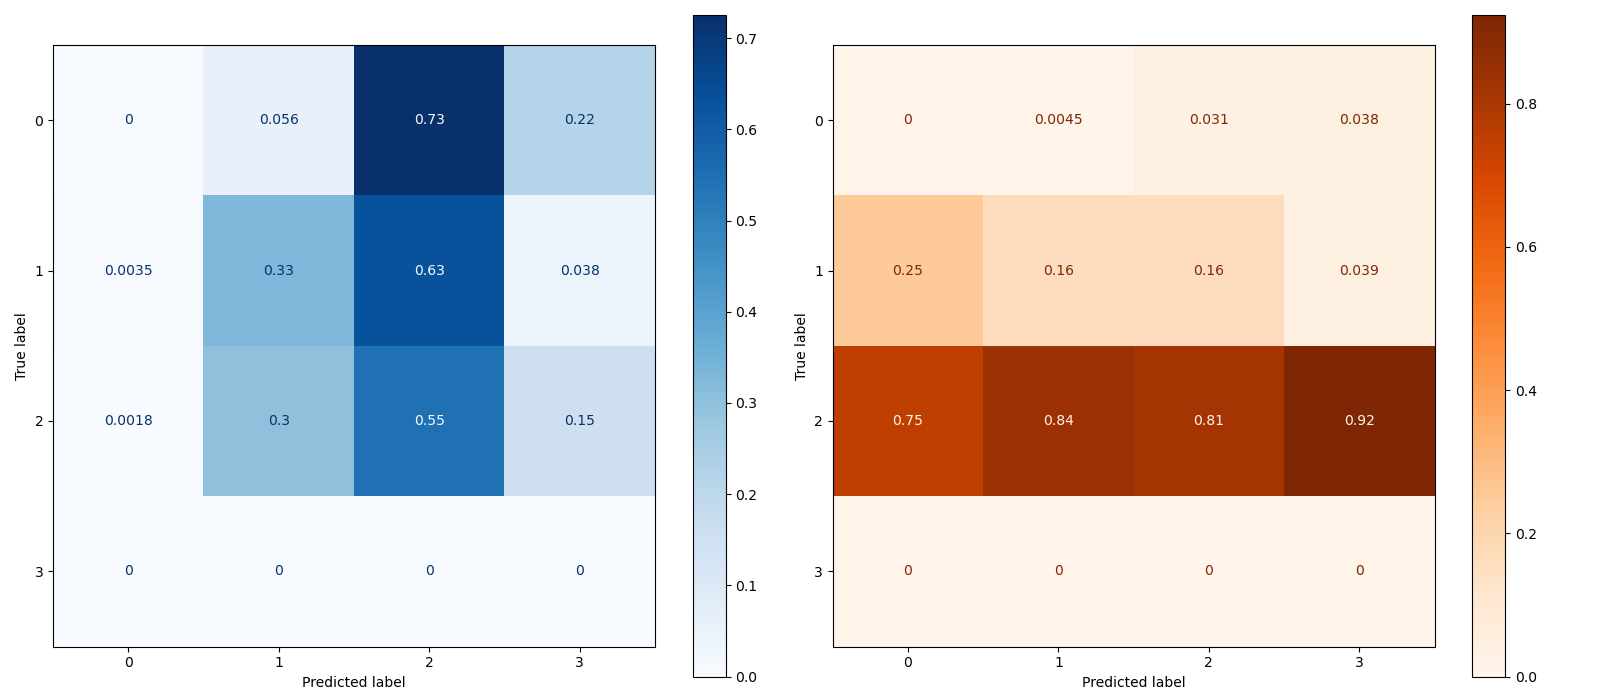 0 0 0.056 0.73 0.22
1 0.0035 0.33 0.63 0.038
2 0.0018 0.3 0.55 0.15
3 0 0 0 0
0 1 2 3
True label
Predicted label
0.7
0.6
0.5
0.4
0.3
0.2
0.1
0.0
0 0 0.0045 0.031 0.038
1 0.25 0.16 0.16 0.039
2 0.75 0.84 0.81 0.92
3 0 0 0 0
0 1 2 3
True label
Predicted label
0.8
0.6
0.4
0.2
0.0